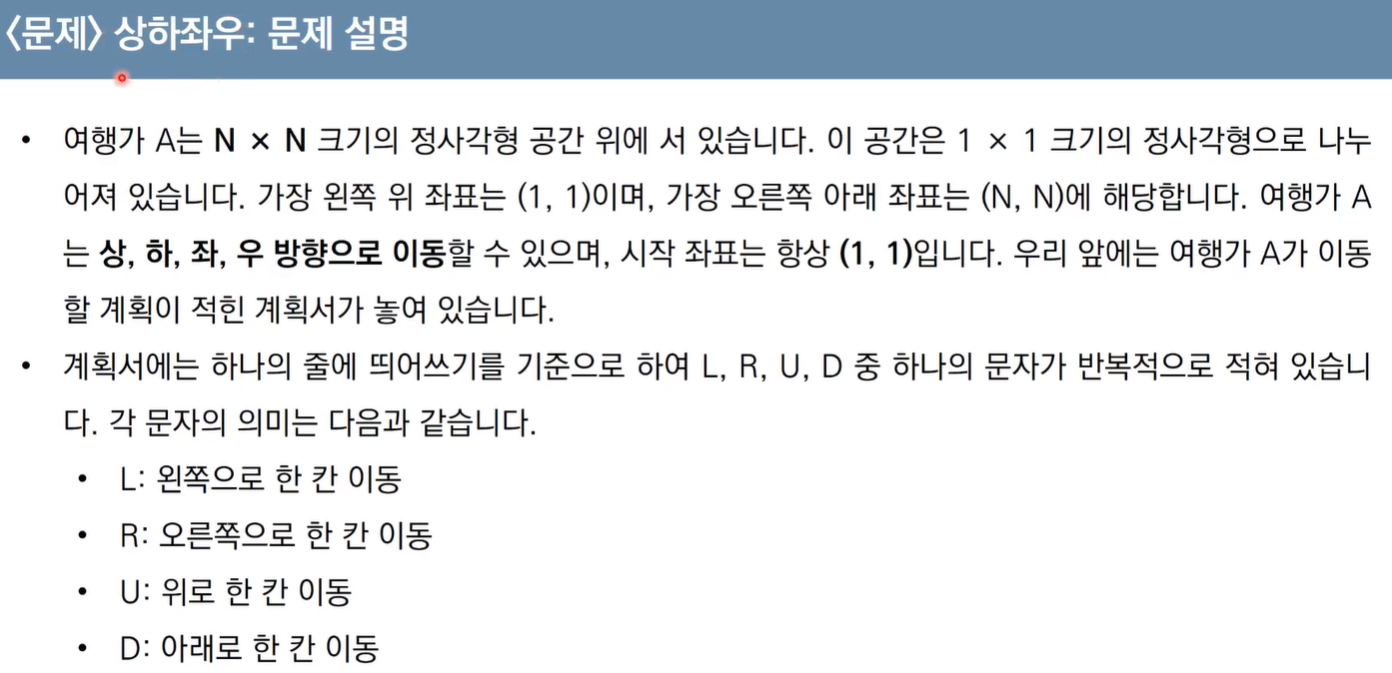 〈문제〉 상하좌우: 문제 설명
• 여행가 A는 N × N 크기의 정사각형 공간 위에 서 있습니다. 이 공간은 1 × 1 크기의 정사각형으로 나누
어져 있습니다. 가장 왼쪽 위 좌표는 (1, 1)이며, 가장 오른쪽 아래 좌표는 (N, N)에 해당합니다. 여행가 A
는 상, 하, 좌, 우 방향으로 이동할 수 있으며, 시작 좌표는 항상 (1, 1)입니다. 우리 앞에는 여행가 A가 이동
할 계획이 적힌 계획서가 놓여 있습니다.
• 계획서에는 하나의 줄에 띄어쓰기를 기준으로 하여 L, R, U, D 중 하나의 문자가 반복적으로 적혀 있습니
다. 각 문자의 의미는 다음과 같습니다.
• L: 왼쪽으로 한 칸 이동
• R: 오른쪽으로 한 칸 이동
• U: 위로 한 칸 이동
• D: 아래로 한 칸 이동